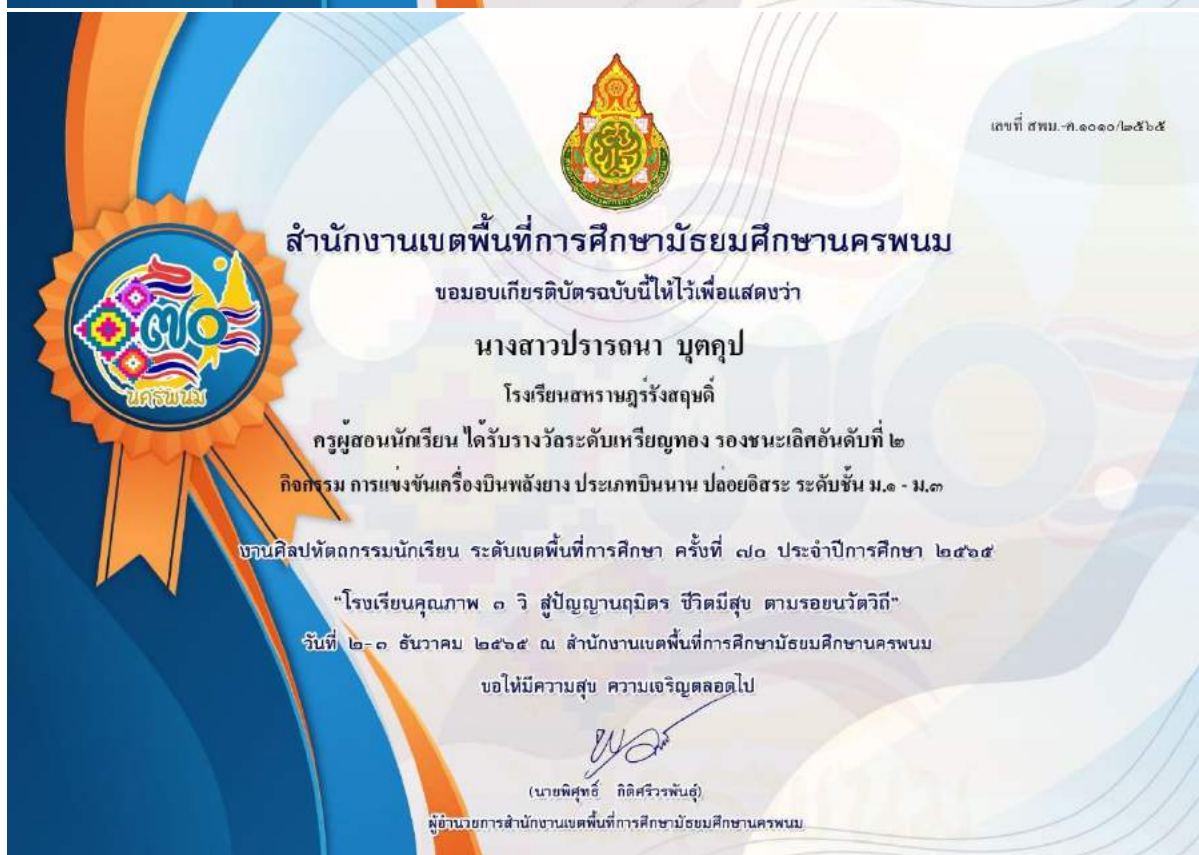 เลขที่ สพม.-ค.๑๐๑๐/๒๕๖๕
สำนักงานเขตพื้นที่การศึกษามัธยมศึกษานครพนม
ขอมอบเกียรติบัตรฉบับนี้ให้ไว้เพื่อแสดงว่า
นางสาวปรารถนา บุตคุป
โรงเรียนสหราษฎร์รังสฤษดิ์
ครูผู้สอนนักเรียน ได้รับรางวัลระดับเหรียญทอง รองชนะเลิศอันดับที่ ๒
กิจกรรม การแข่งขันเครื่องบินพลังยาง ประเภทบินนาน ปล่อยอิสระ ระดับชั้น ม.๑ - ม.๓
งานศิลปหัตถกรรมนักเรียน ระดับเขตพื้นที่การศึกษา ครั้งที่ ๗๐ ประจำปีการศึกษา ๒๕๖๕
"โรงเรียนคุณภาพ ๓ วิ สู่ปัญญานฤมิตร ชีวิตมีสุข ตามรอยนวัตวิถี"
วันที่ ๒-๓ ธันวาคม ๒๕๖๕ ณ สำนักงานเขตพื้นที่การศึกษามัธยมศึกษานครพนม
ขอให้มีความสุข ความเจริญตลอดไป
(นายพิศุทธิ์ กิติศรีวรพันธุ์)
ผู้อำนวยการสำนักงานเขตพื้นที่การศึกษามัธยมศึกษานครพนม
๗๐
นครพนม